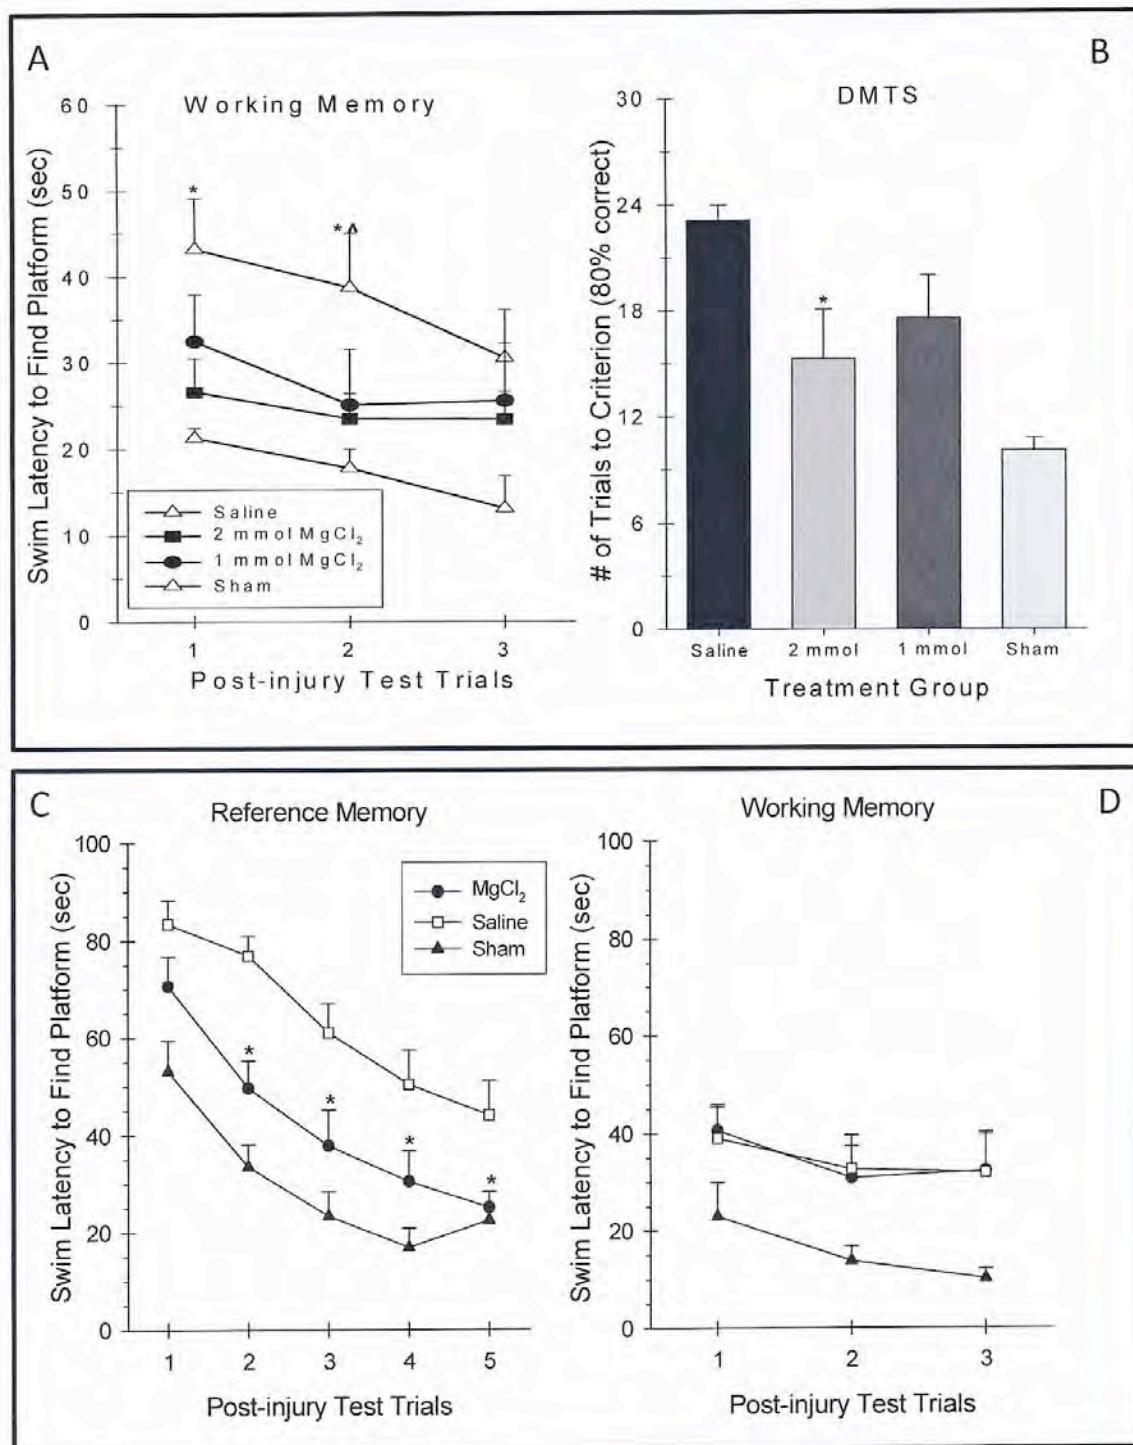 A
Working Memory
Swim Latency to Find Platform (sec)
60
50
40
30
20
10
0
*
* ^
Saline
2 mmol MgCl₂
1 mmol MgCl₂
Sham
1 2 3
Post-injury Test Trials
B
DMTS
# of Trials to Criterion (80% correct)
30
24
18
12
6
0
*
Saline 2 mmol 1 mmol Sham
Treatment Group
C
Reference Memory
Swim Latency to Find Platform (sec)
100
80
60
40
20
0
MgCl₂
Saline
Sham
*
*
*
*
1 2 3 4 5
Post-injury Test Trials
Working Memory
D
Swim Latency to Find Platform (sec)
100
80
60
40
20
0
1 2 3
Post-injury Test Trials